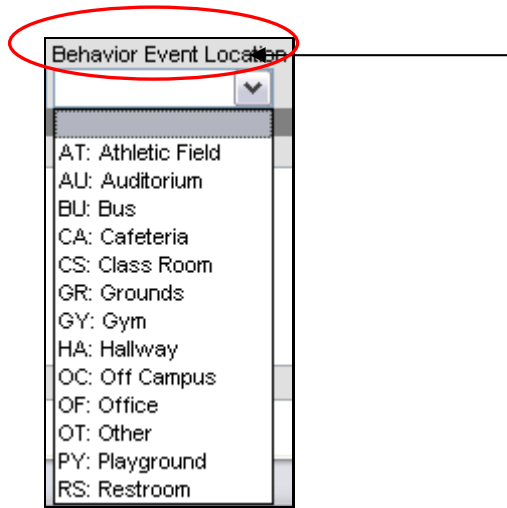 Behavior Event Location
AT: Athletic Field
AU: Auditorium
BU: Bus
CA: Cafeteria
CS: Class Room
GR: Grounds
GY: Gym
HA: Hallway
OC: Off Campus
OF: Office
OT: Other
PY: Playground
RS: Restroom